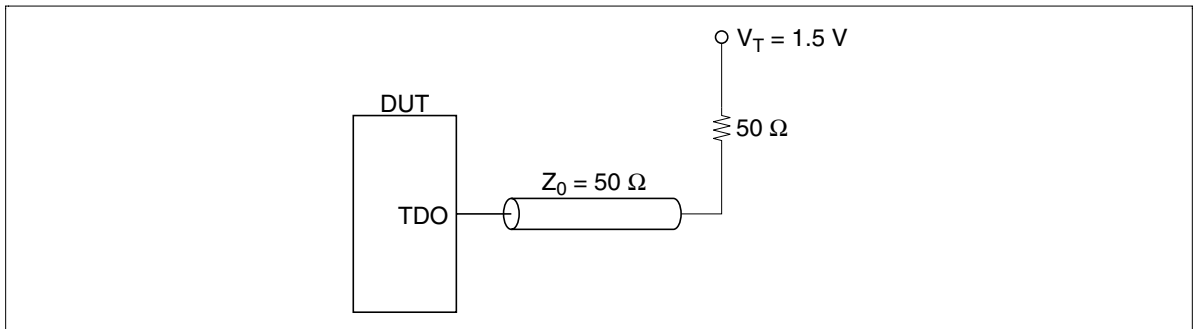 V_T = 1.5 V
DUT
50 Ω
Z_0 = 50 Ω
TDO